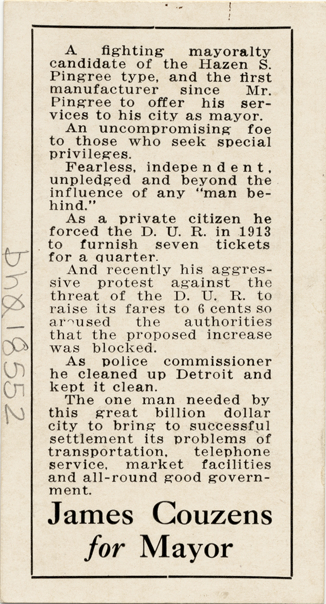 A fighting mayoralty
candidate of the Hazen S.
Pingree type, and the first
manufacturer since Mr.
Pingree to offer his ser-
vices to his city as mayor.
An uncompromising foe
to those who seek special
privileges.
Fearless, independent,
unpledged and beyond the
influence of any "man be-
hind."
As a private citizen he
forced the D. U. R. in 1913
to furnish seven tickets
for a quarter.
And recently his aggres-
sive protest against the
threat of the D. U. R. to
raise its fares to 6 cents so
aroused the authorities
that the proposed increase
was blocked.
As police commissioner
he cleaned up Detroit and
kept it clean.
The one man needed by
this great billion dollar
city to bring to successful
settlement its problems of
transportation, telephone
service, market facilities
and all-round good govern-
ment.
James Couzens
for Mayor
dh218552